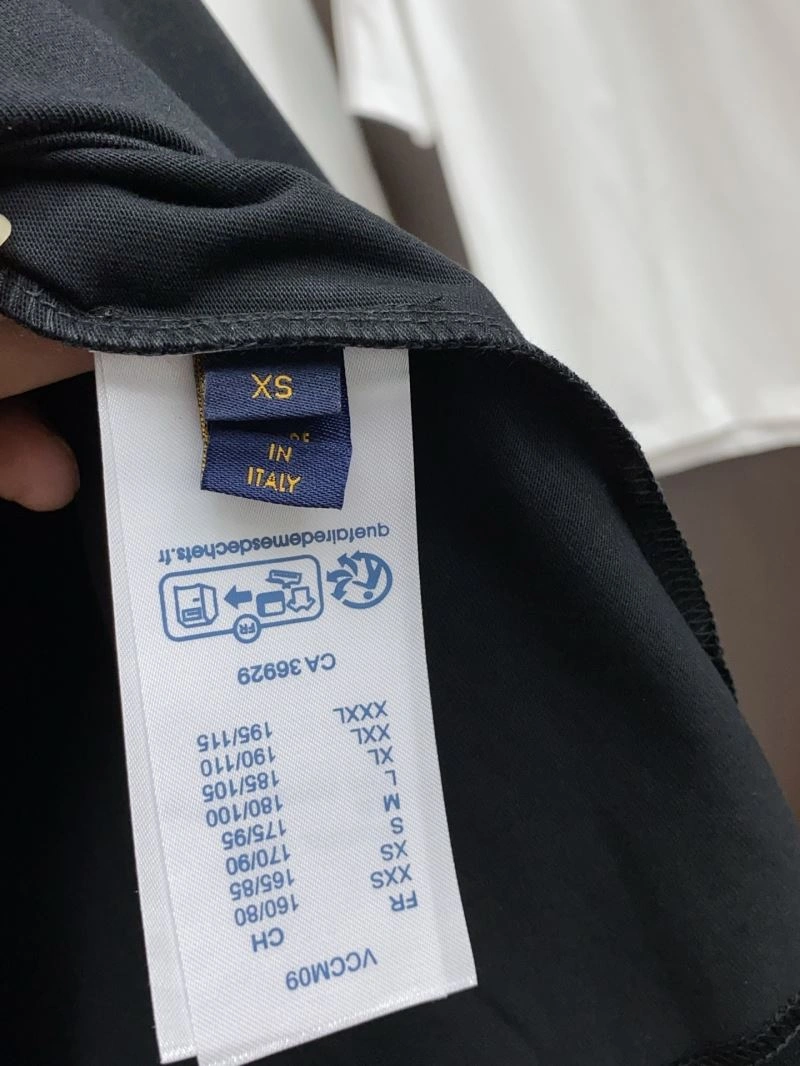 XS
IN
ITALY
VCCM09
FR CH
XXS 160/80
XS 165/85
S 170/90
M 175/95
L 180/100
XL 185/105
XXL 190/110
XXXL 195/115
CA 36929
FR
quefairedemesdechets.fr